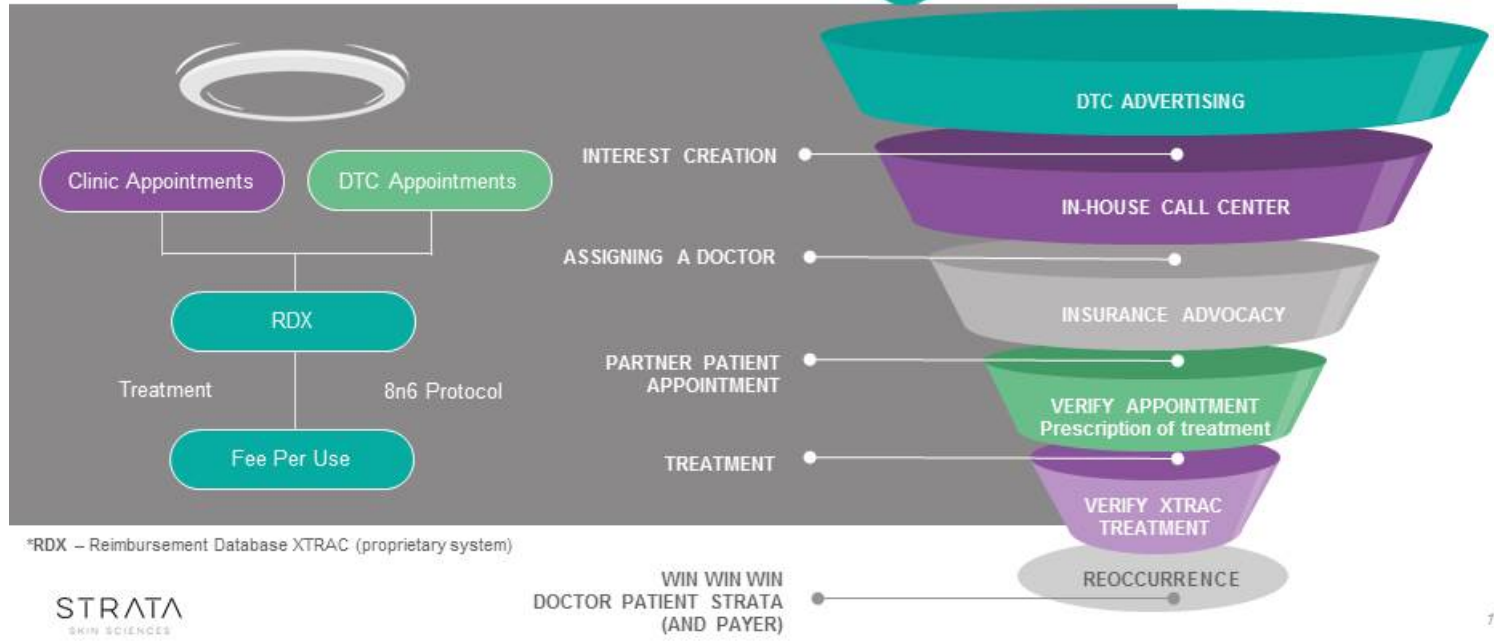 Clinic Appointments
DTC Appointments
RDX
Treatment
8n6 Protocol
Fee Per Use
INTEREST CREATION
ASSIGNING A DOCTOR
PARTNER PATIENT
APPOINTMENT
TREATMENT
DTC ADVERTISING
IN-HOUSE CALL CENTER
INSURANCE ADVOCACY
VERIFY APPOINTMENT
Prescription of treatment
VERIFY XTRAC
TREATMENT
REOCCURRENCE
*RDX – Reimbursement Database XTRAC (proprietary system)
WIN WIN WIN
DOCTOR PATIENT STRATA
(AND PAYER)
STRATA
SKIN SCIENCES
1